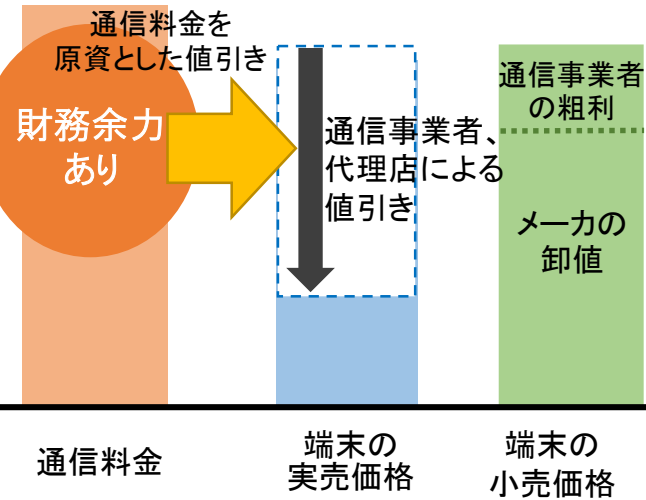 通信料金を
原資とした値引き
財務余力
あり
通信事業者、
代理店による
値引き
通信事業者
の粗利
メーカの
卸値
通信料金
端末の
実売価格
端末の
小売価格